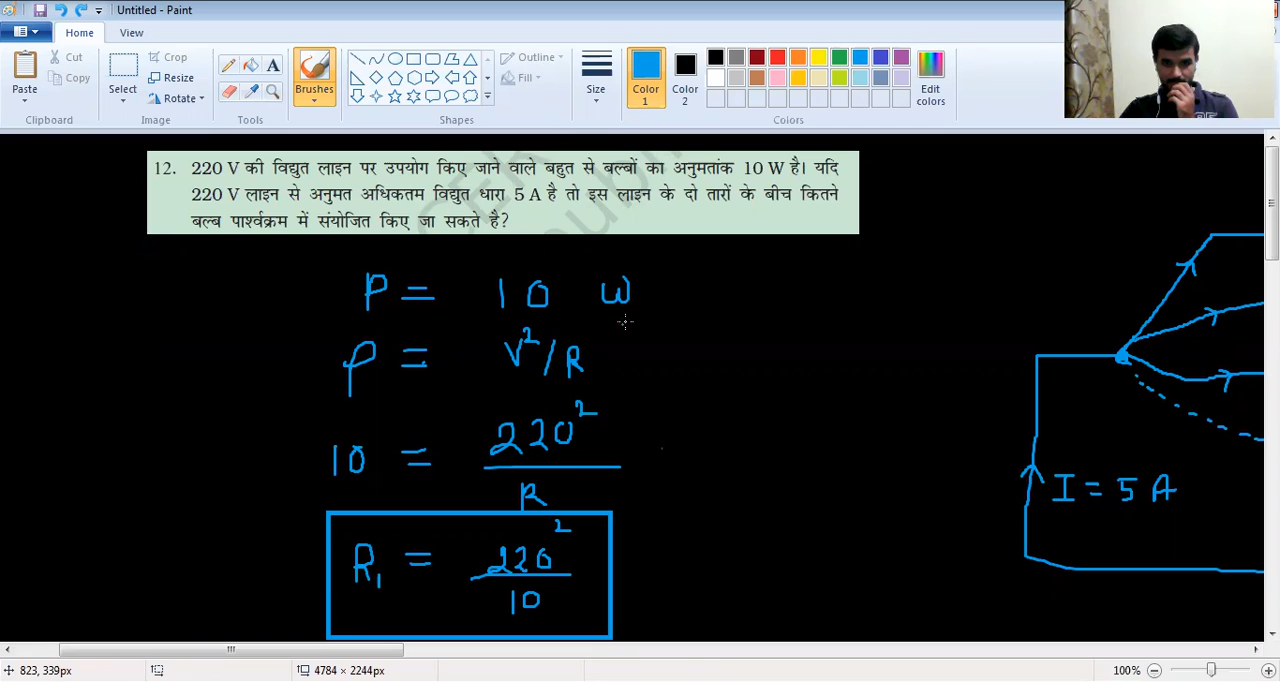 Untitled - Paint
Home View
Paste
Cut
Copy
Clipboard
Select
Crop
Resize
Rotate
Image
A
Tools
Brushes
Shapes
Outline
Fill
Size
Color 1
Color 2
Edit colors
Colors
12. 220 V की विद्युत लाइन पर उपयोग किए जाने वाले बहुत से बल्बों का अनुमतांक 10 W है। यदि
220 V लाइन से अनुमत अधिकतम विद्युत धारा 5 A है तो इस लाइन के दो तारों के बीच कितने
बल्ब पार्श्वक्रम में संयोजित किए जा सकते है?
P = 10 W
P = V²/R
10 = 220²
R
R₁ = 220²
10
I = 5 A
823, 339px
4784 × 2244px
100%